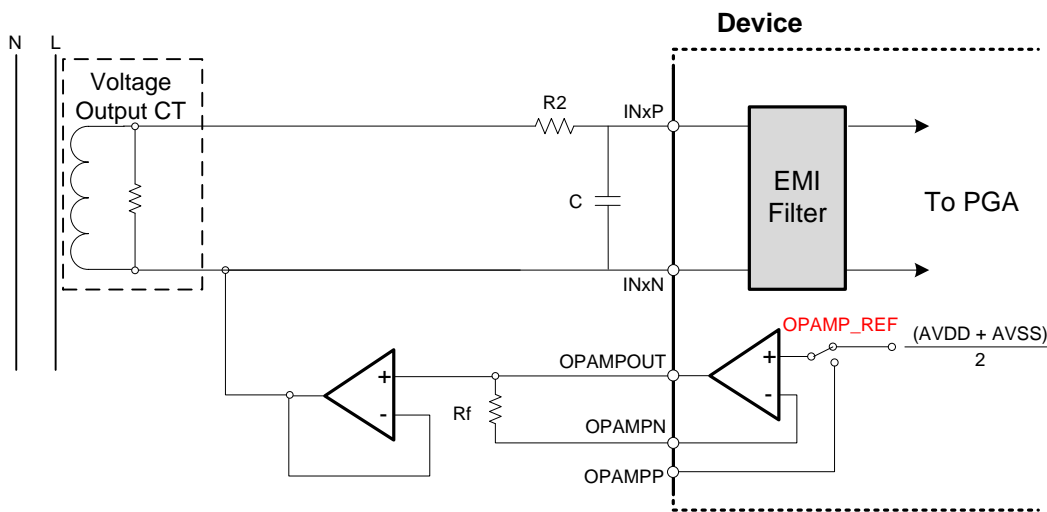 Device
N
L
Voltage
Output CT
R2
INxP
EMI
Filter
To PGA
C
INxN
OPAMP_REF
(AVDD + AVSS)
2
OPAMPOUT
+
-
+
-
Rf
OPAMPN
OPAMPP